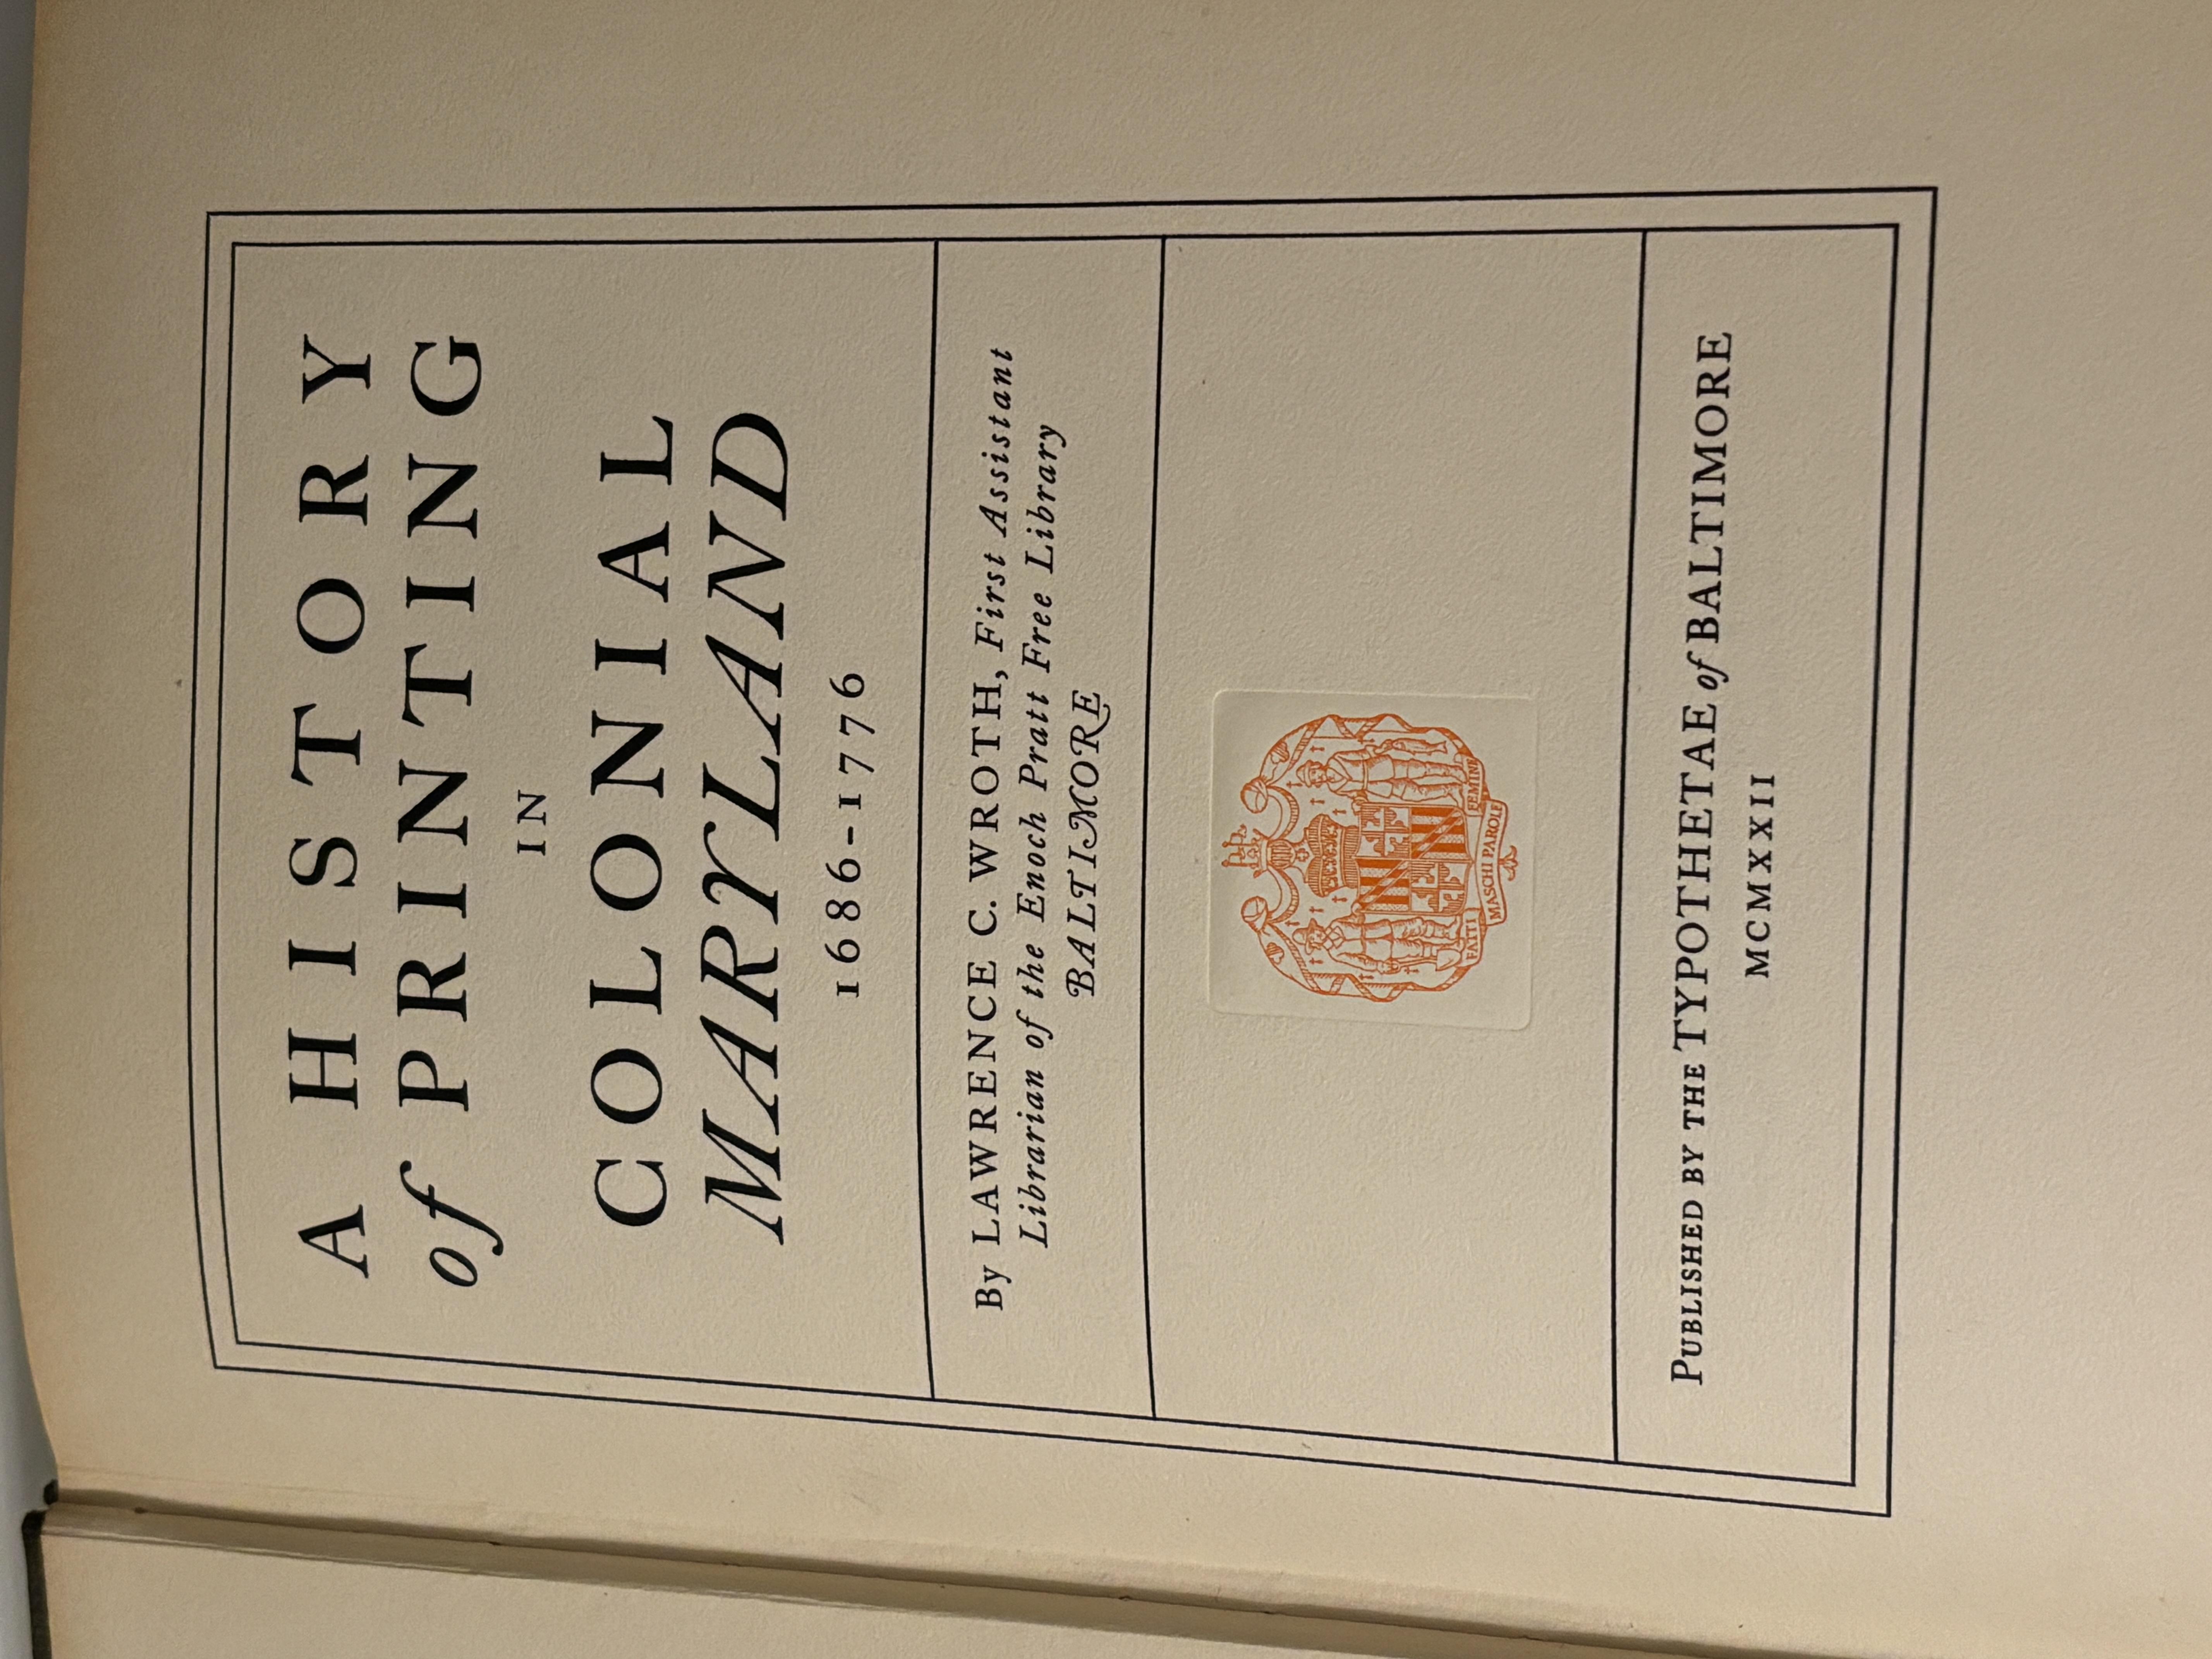 A HISTORY
of PRINTING
IN
COLONIAL
MARYLAND
1686-1776
By LAWRENCE C. WROTH, First Assistant
Librarian of the Enoch Pratt Free Library
BALTIMORE
FATTI MASCHI PAROLE FEMINE
PUBLISHED BY THE TYPOTHETAE of BALTIMORE
MCMXXII